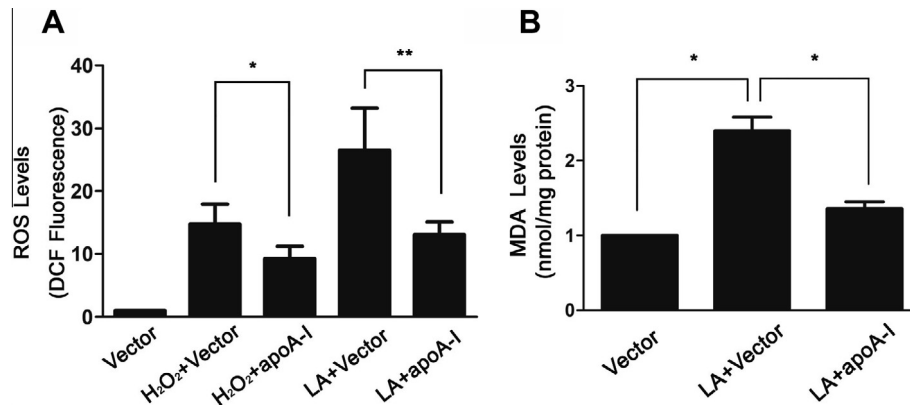 A
ROS Levels
(DCF Fluorescence)
40
30
20
10
0
*
**
Vector
H₂O₂+Vector
H₂O₂+apoA-I
LA+Vector
LA+apoA-I
B
MDA Levels
(nmol/mg protein)
3
2
1
0
*
*
Vector
LA+Vector
LA+apoA-I